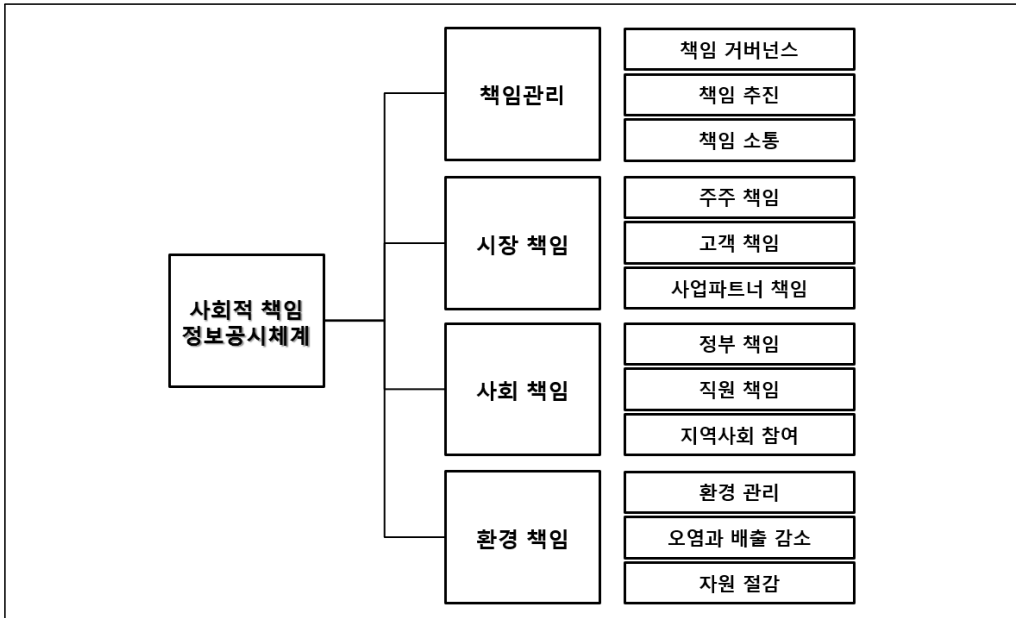 사회적 책임
정보공시체계
책임관리
책임 거버넌스
책임 추진
책임 소통
시장 책임
주주 책임
고객 책임
사업파트너 책임
사회 책임
정부 책임
직원 책임
지역사회 참여
환경 책임
환경 관리
오염과 배출 감소
자원 절감